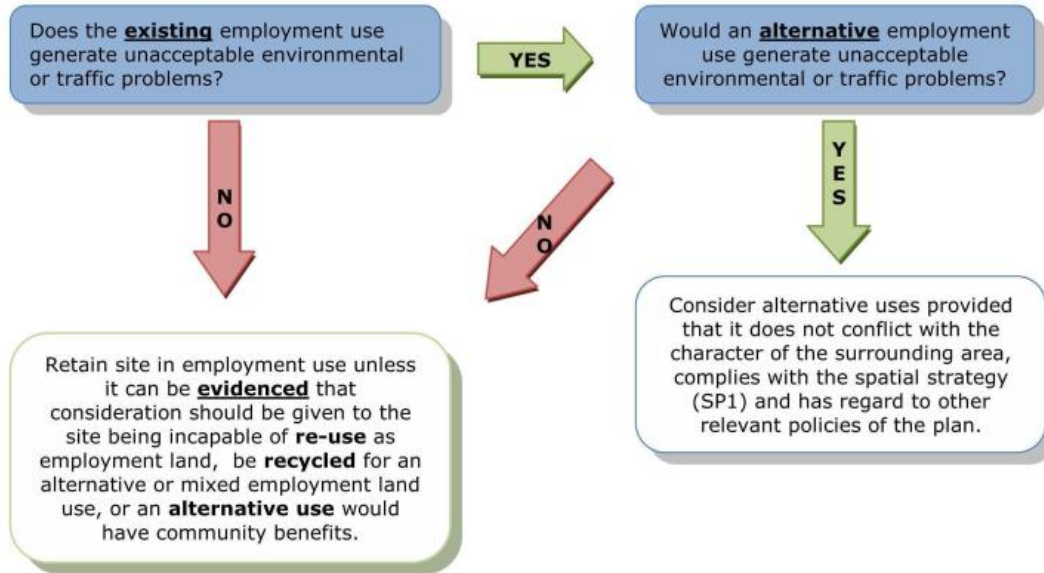 Does the existing employment use
generate unacceptable environmental
or traffic problems?
YES
Would an alternative employment
use generate unacceptable
environmental or traffic problems?
NO
NO
YES
Retain site in employment use unless
it can be evidenced that
consideration should be given to the
site being incapable of re-use as
employment land, be recycled for an
alternative or mixed employment land
use, or an alternative use would
have community benefits.
Consider alternative uses provided
that it does not conflict with the
character of the surrounding area,
complies with the spatial strategy
(SP1) and has regard to other
relevant policies of the plan.